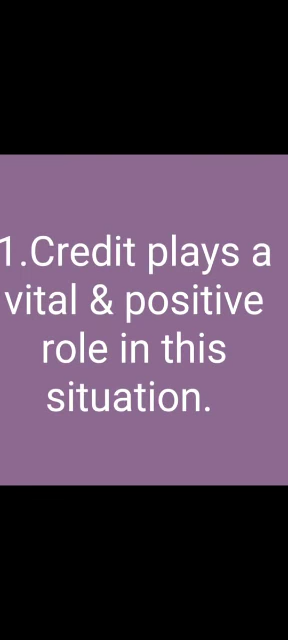 1.Credit plays a
vital & positive
role in this
situation.